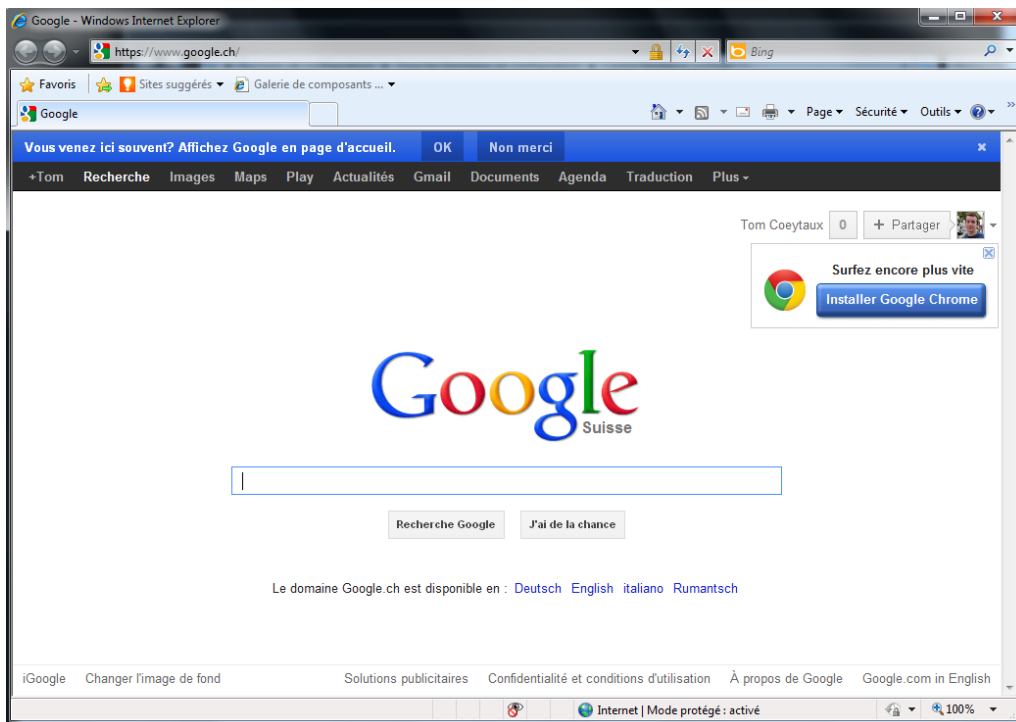 Google - Windows Internet Explorer
https://www.google.ch/ Bing
Favoris Sites suggérés Galerie de composants ...
Google Page Sécurité Outils
Vous venez ici souvent? Affichez Google en page d'accueil. OK Non merci
+Tom Recherche Images Maps Play Actualités Gmail Documents Agenda Traduction Plus
Tom Coeytaux 0 + Partager
Surfez encore plus vite
Installer Google Chrome
Google
Suisse
Recherche Google J'ai de la chance
Le domaine Google.ch est disponible en : Deutsch English italiano Rumantsch
iGoogle Changer l'image de fond Solutions publicitaires Confidentialité et conditions d'utilisation À propos de Google Google.com in English
Internet | Mode protégé : activé 100%